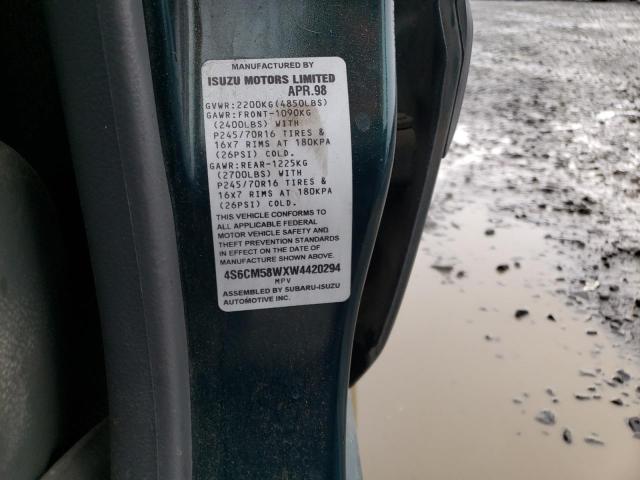 MANUFACTURED BY
ISUZU MOTORS LIMITED
APR.98
GVWR:2200KG(4850LBS)
GAWR:FRONT-1090KG
(2400LBS) WITH
P245/70R16 TIRES &
16X7 RIMS AT 180KPA
(26PSI) COLD.
GAWR:REAR-1225KG
(2700LBS) WITH
P245/70R16 TIRES &
16X7 RIMS AT 180KPA
(26PSI) COLD.
THIS VEHICLE CONFORMS TO
ALL APPLICABLE FEDERAL
MOTOR VEHICLE SAFETY AND
THEFT PREVENTION STANDARDS
IN EFFECT ON THE DATE OF
MANUFACTURE SHOWN ABOVE.
4S6CM58WXW4420294
MPV
ASSEMBLED BY SUBARU-ISUZU
AUTOMOTIVE INC.